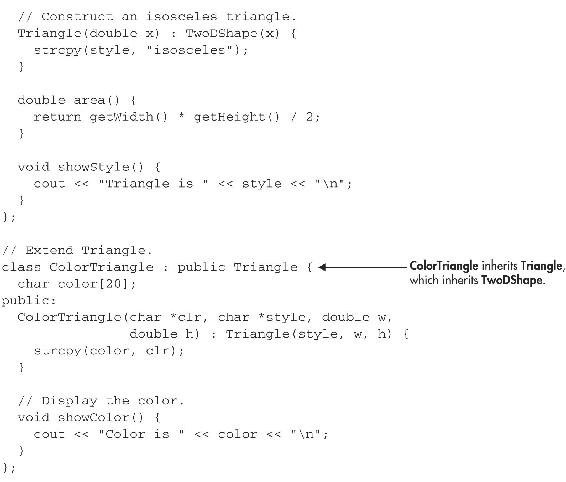 // Construct an isosceles triangle.
Triangle(double x) : TwoDShape(x) {
strcpy(style, "isosceles");
}
double area() {
return getWidth() * getHeight() / 2;
}
void showStyle() {
cout << "Triangle is " << style << "\n";
}
};
// Extend Triangle.
class ColorTriangle : public Triangle {
ColorTriangle inherits Triangle,
which inherits TwoDShape.
char color[20];
public:
ColorTriangle(char *clr, char *style, double w,
double h) : Triangle(style, w, h) {
strcpy(color, clr);
}
// Display the color.
void showColor() {
cout << "Color is " << color << "\n";
}
};